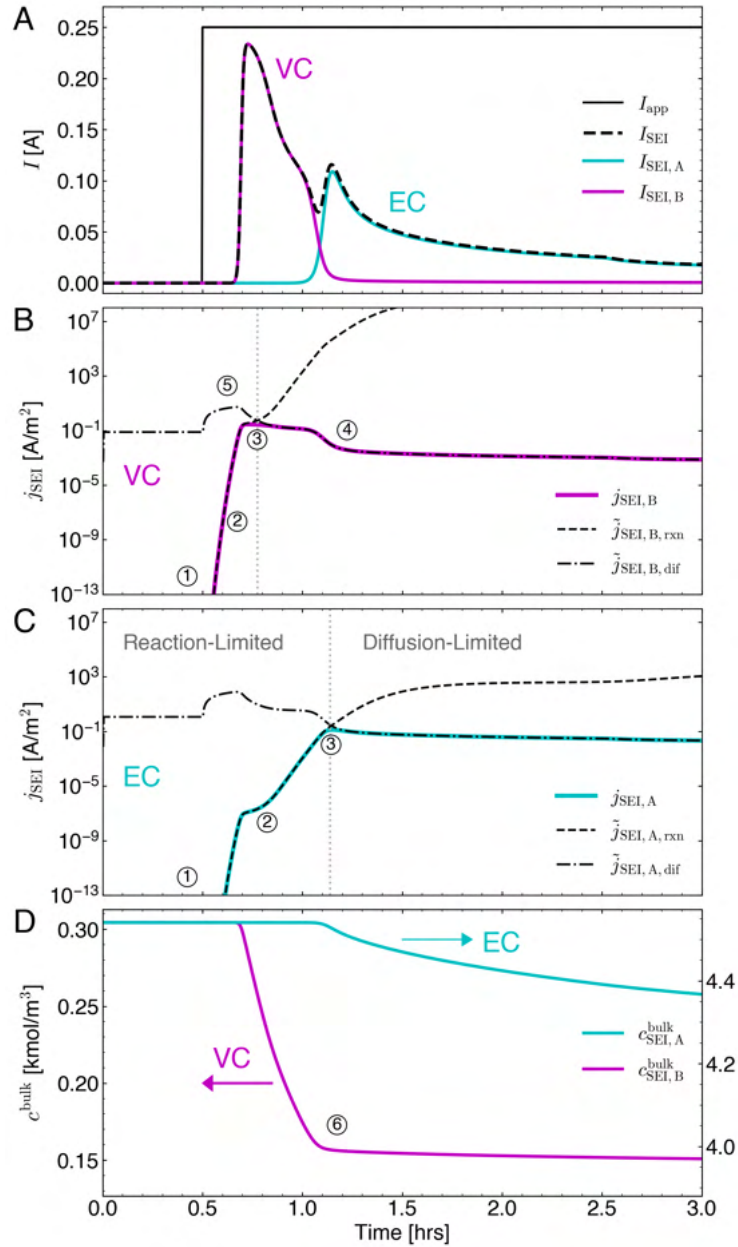 A
0.25
0.20
0.15
0.10
0.05
0.00
I [A]
VC
EC
I_app
I_SEI
I_SEI, A
I_SEI, B
B
10^7
10^3
10^−1
10^−5
10^−9
10^−13
j_SEI [A/m^2]
VC
①
②
③
④
⑤
j_SEI, B
j̃_SEI, B, rxn
j̃_SEI, B, dif
C
10^7
10^3
10^−1
10^−5
10^−9
10^−13
j_SEI [A/m^2]
Reaction-Limited
Diffusion-Limited
EC
①
②
③
j_SEI, A
j̃_SEI, A, rxn
j̃_SEI, A, dif
D
0.30
0.25
0.20
0.15
c^bulk [kmol/m^3]
EC
VC
⑥
c^bulk_SEI, A
c^bulk_SEI, B
4.4
4.2
4.0
0.0 0.5 1.0 1.5 2.0 2.5 3.0
Time [hrs]